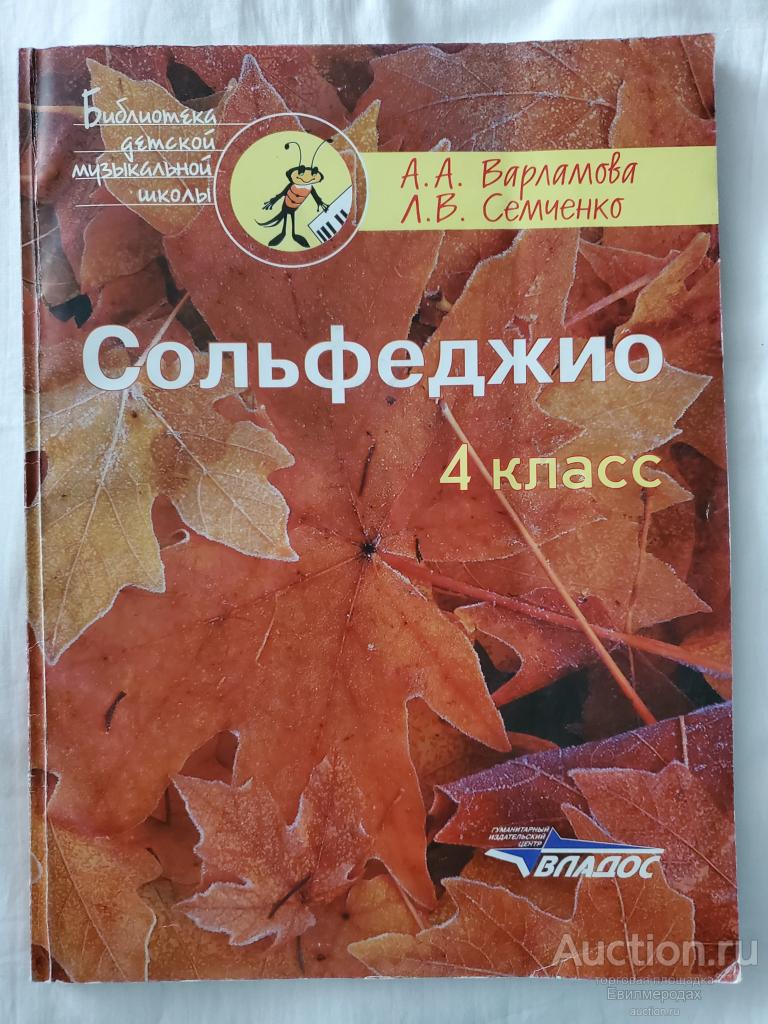 Библиотека
детской
музыкальной
школы
А.А. Варламова
Л.В. Семченко
Сольфеджио
4 класс
ГУМАНИТАРНЫЙ
ИЗДАТЕЛЬСКИЙ
ЦЕНТР
ВЛАДОС
Auction.ru
торговая площадка
Евилмеродах
auction.ru